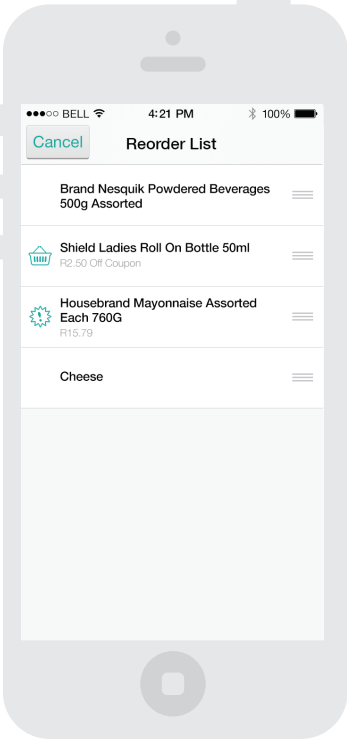 BELL 4:21 PM 100%
Cancel Reorder List
Brand Nesquik Powdered Beverages
500g Assorted
Shield Ladies Roll On Bottle 50ml
R2.50 Off Coupon
Housebrand Mayonnaise Assorted
Each 760G
R15.79
Cheese